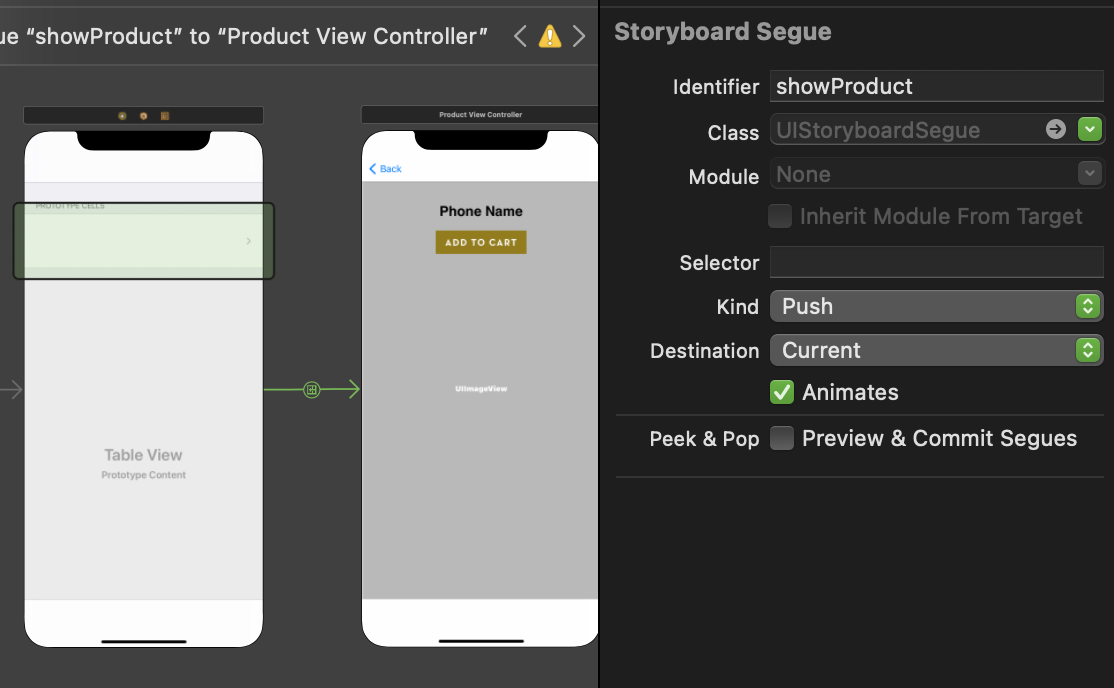 ue “showProduct” to “Product View Controller”
Product View Controller
Back
PROTOTYPE CELLS
Phone Name
ADD TO CART
UIImageView
Table View
Prototype Content
Storyboard Segue
Identifier showProduct
Class UIStoryboardSegue
Module None
Inherit Module From Target
Selector
Kind Push
Destination Current
Animates
Peek & Pop Preview & Commit Segues